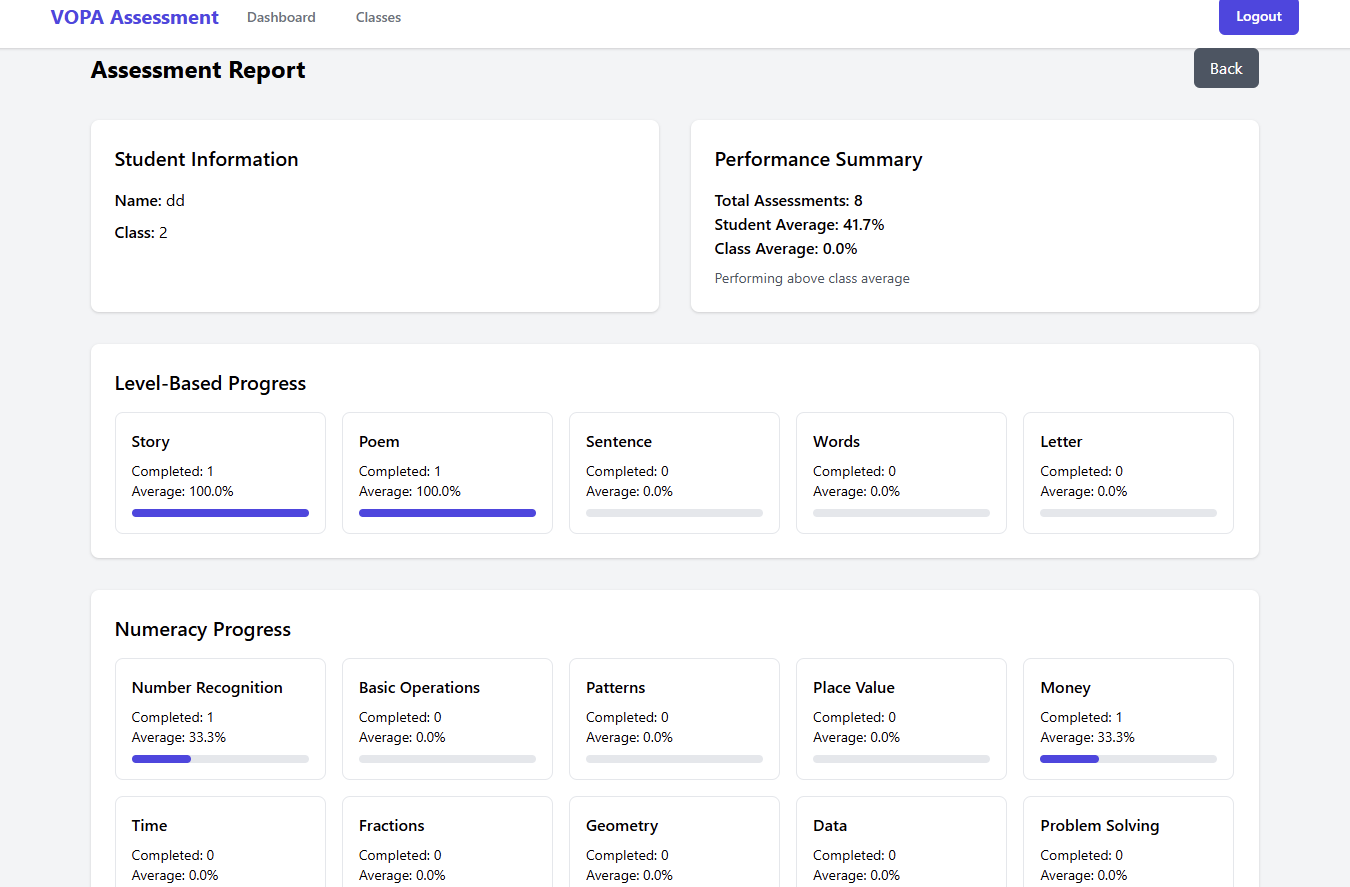 VOPA Assessment Dashboard Classes Logout
Assessment Report Back
Student Information
Name: dd
Class: 2
Performance Summary
Total Assessments: 8
Student Average: 41.7%
Class Average: 0.0%
Performing above class average
Level-Based Progress
Story
Completed: 1
Average: 100.0%
Poem
Completed: 1
Average: 100.0%
Sentence
Completed: 0
Average: 0.0%
Words
Completed: 0
Average: 0.0%
Letter
Completed: 0
Average: 0.0%
Numeracy Progress
Number Recognition
Completed: 1
Average: 33.3%
Basic Operations
Completed: 0
Average: 0.0%
Patterns
Completed: 0
Average: 0.0%
Place Value
Completed: 0
Average: 0.0%
Money
Completed: 1
Average: 33.3%
Time
Completed: 0
Average: 0.0%
Fractions
Completed: 0
Average: 0.0%
Geometry
Completed: 0
Average: 0.0%
Data
Completed: 0
Average: 0.0%
Problem Solving
Completed: 0
Average: 0.0%